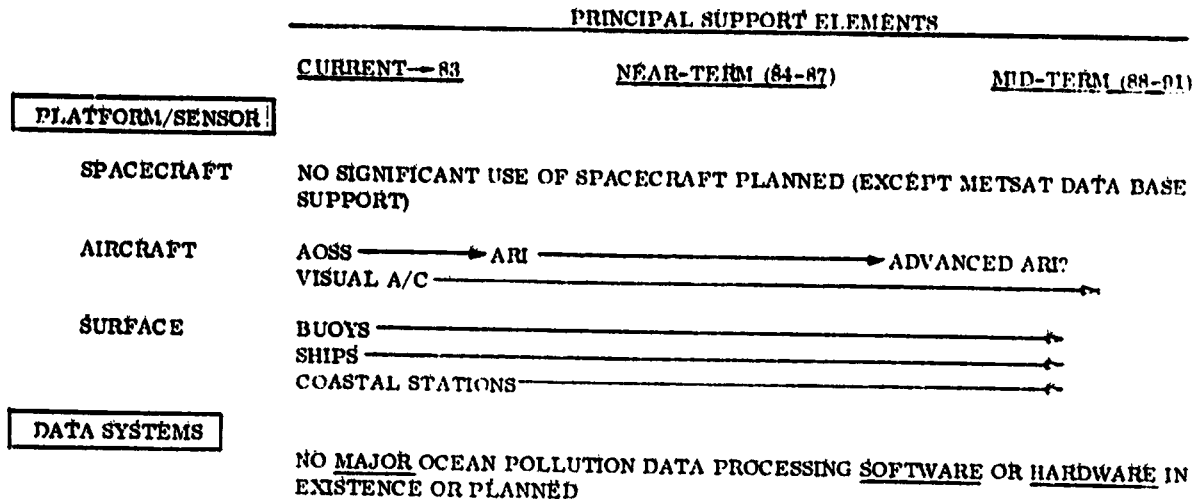 PRINCIPAL SUPPORT ELEMENTS
CURRENT→83 NEAR-TERM (84-87) MID-TERM (88-91)
PLATFORM/SENSOR
SPACECRAFT NO SIGNIFICANT USE OF SPACECRAFT PLANNED (EXCEPT METSAT DATA BASE
SUPPORT)
AIRCRAFT AOSS → ARI → ADVANCED ARI?
VISUAL A/C
SURFACE BUOYS
SHIPS
COASTAL STATIONS
DATA SYSTEMS
NO MAJOR OCEAN POLLUTION DATA PROCESSING SOFTWARE OR HARDWARE IN
EXISTENCE OR PLANNED